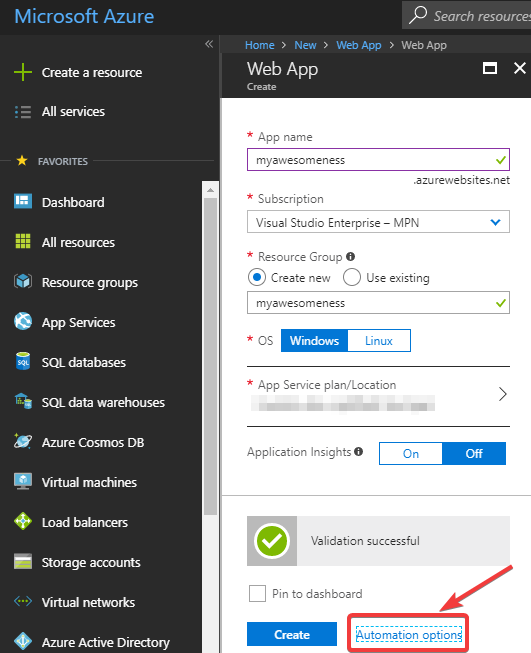 Microsoft Azure
Search resources
Create a resource
All services
FAVORITES
Dashboard
All resources
Resource groups
App Services
SQL databases
SQL data warehouses
Azure Cosmos DB
Virtual machines
Load balancers
Storage accounts
Virtual networks
Azure Active Directory
Home > New > Web App > Web App
Web App
Create
* App name
myawesomeness
.azurewebsites.net
* Subscription
Visual Studio Enterprise – MPN
* Resource Group
Create new Use existing
myawesomeness
* OS Windows Linux
* App Service plan/Location
Application Insights On Off
Validation successful
Pin to dashboard
Create Automation options